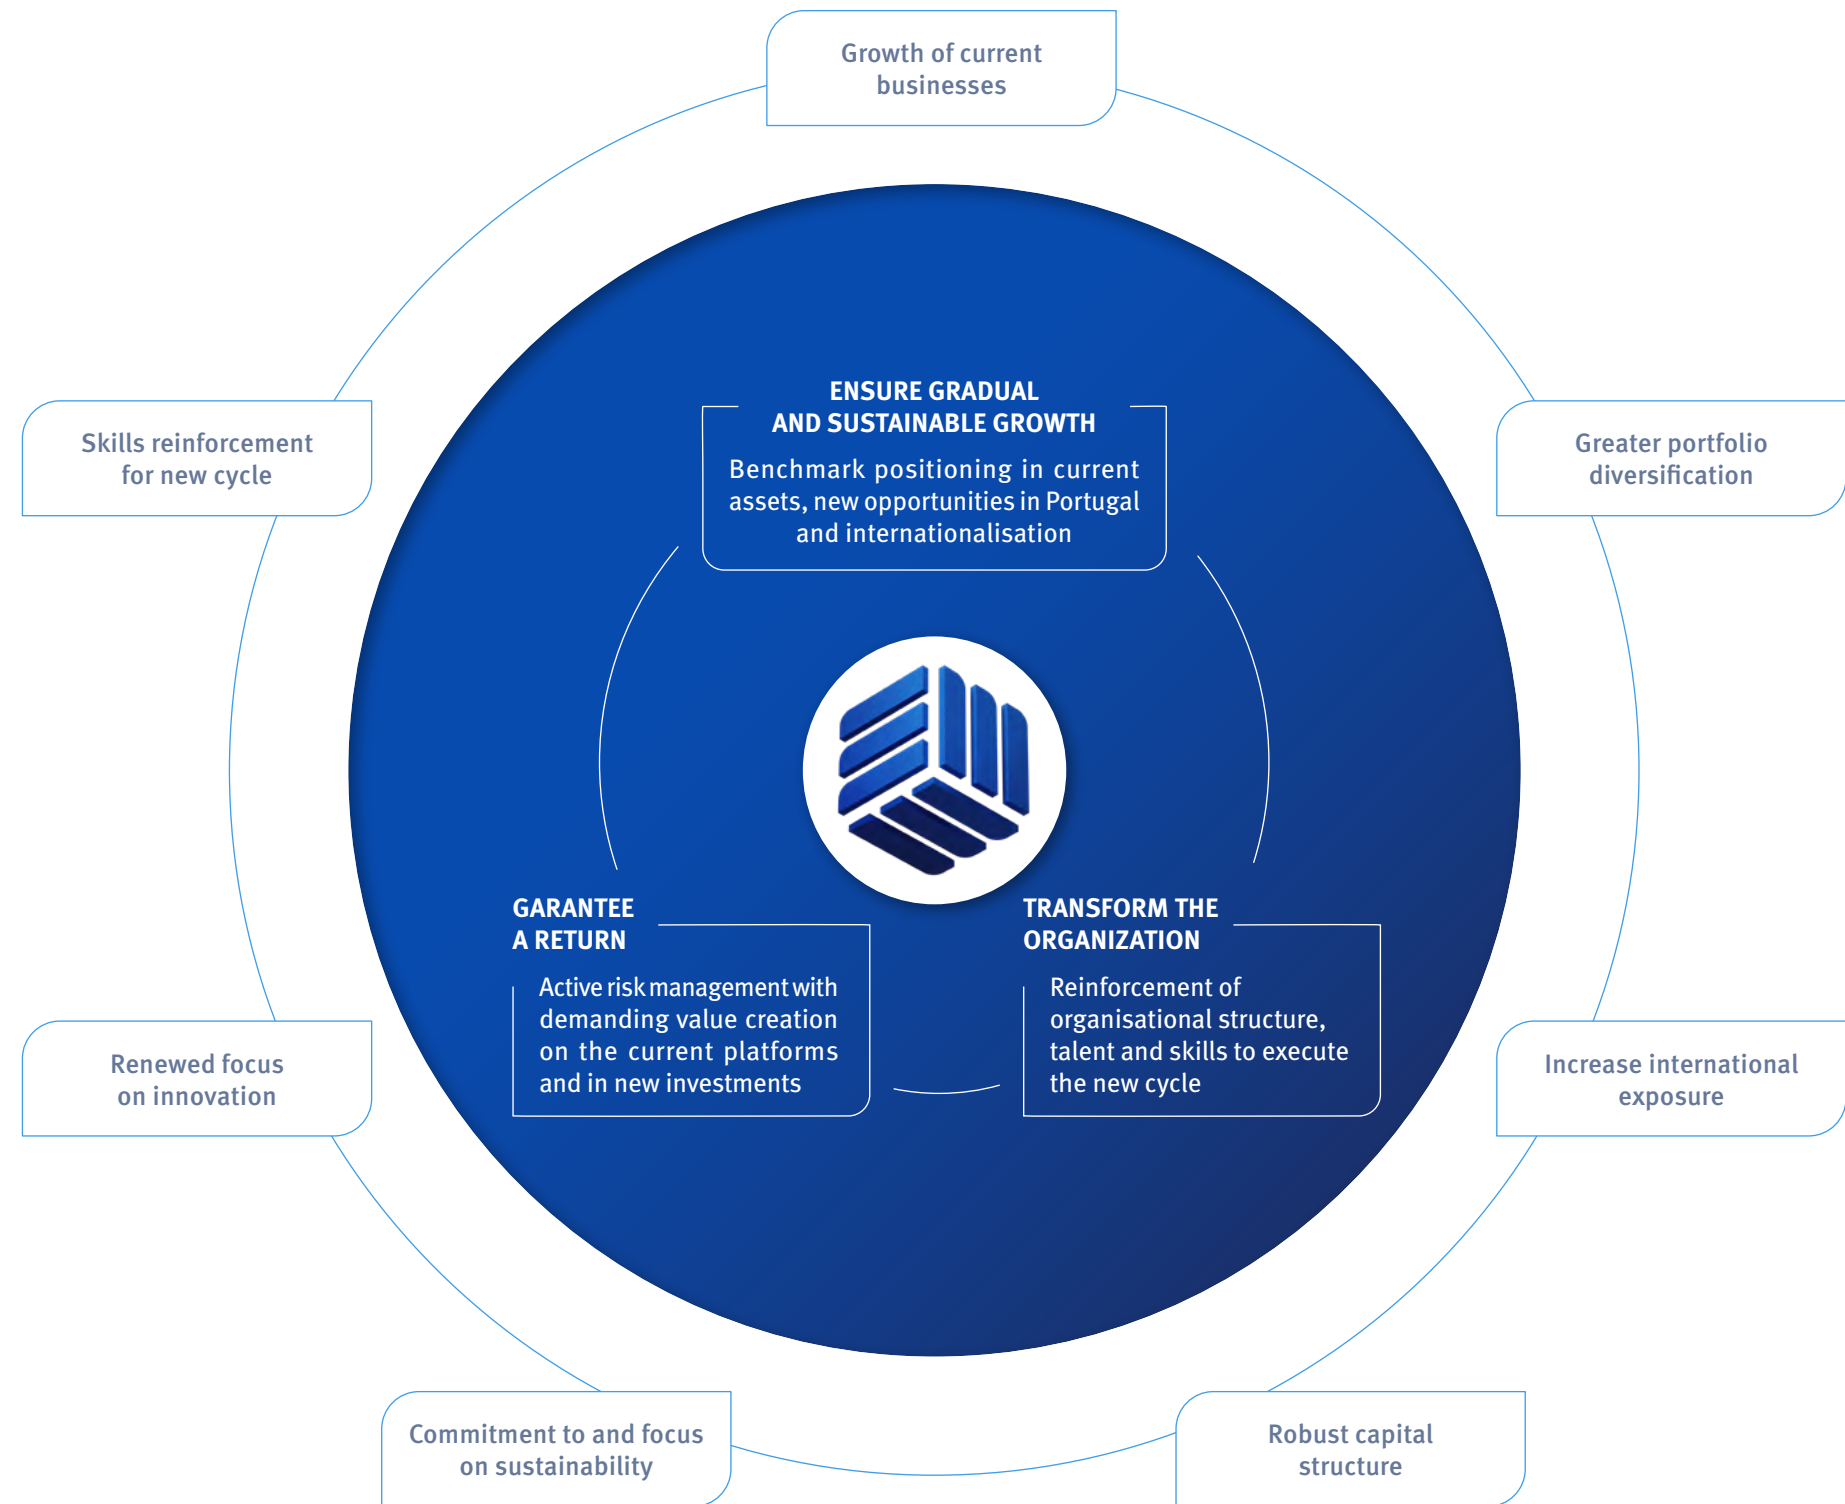 Growth of current
businesses
Skills reinforcement
for new cycle
Greater portfolio
diversification
ENSURE GRADUAL
AND SUSTAINABLE GROWTH
Benchmark positioning in current
assets, new opportunities in Portugal
and internationalisation
GARANTEE
A RETURN
Active risk management with
demanding value creation
on the current platforms
and in new investments
TRANSFORM THE
ORGANIZATION
Reinforcement of
organisational structure,
talent and skills to execute
the new cycle
Renewed focus
on innovation
Increase international
exposure
Commitment to and focus
on sustainability
Robust capital
structure